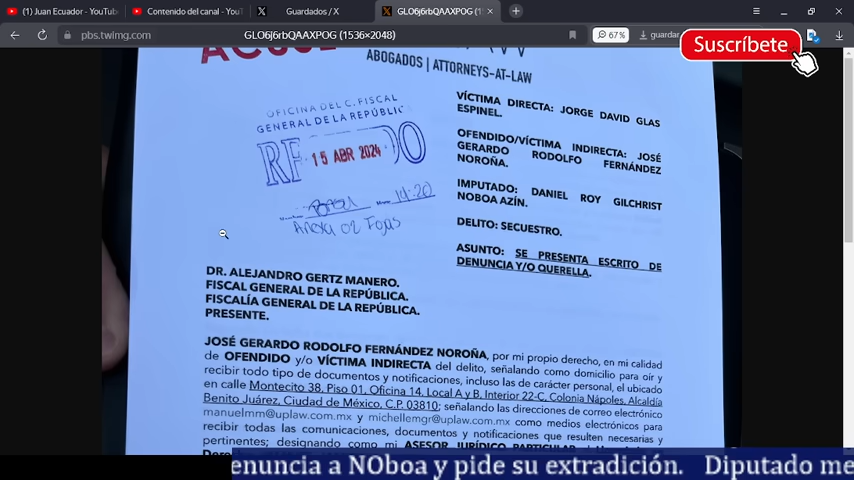 (1) Juan Ecuador - YouTub
Contenido del canal - YouT
Guardados / X
GLO6j6rbQAAXPOG (1
pbs.twimg.com
GLO6j6rbQAAXPOG (1536×2048)
67%
guardar
Suscríbete
ABOGADOS | ATTORNEYS-AT-LAW
OFICINA DEL C. FISCAL
GENERAL DE LA REPÚBLIC
15 ABR 2024
14:20
Anexa 02 Fojas
VÍCTIMA DIRECTA: JORGE DAVID GLAS
ESPINEL.
OFENDIDO/VÍCTIMA INDIRECTA: JOSÉ
GERARDO RODOLFO FERNÁNDEZ
NOROÑA.
IMPUTADO: DANIEL ROY GILCHRIST
NOBOA AZÍN.
DELITO: SECUESTRO.
ASUNTO: SE PRESENTA ESCRITO DE
DENUNCIA Y/O QUERELLA.
DR. ALEJANDRO GERTZ MANERO.
FISCAL GENERAL DE LA REPÚBLICA.
FISCALÍA GENERAL DE LA REPÚBLICA.
PRESENTE.
JOSÉ GERARDO RODOLFO FERNÁNDEZ NOROÑA, por mi propio derecho, en mi calidad
de OFENDIDO y/o VÍCTIMA INDIRECTA del delito, señalando como domicilio para oír y
recibir todo tipo de documentos y notificaciones, incluso las de carácter personal, el ubicado
en calle Montecito 38, Piso 01, Oficina 14, Local A y B, Interior 22-C, Colonia Nápoles, Alcaldía
Benito Juárez, Ciudad de México, C.P. 03810; señalando las direcciones de correo electrónico
manuelmm@uplaw.com.mx y michellemgr@uplaw.com.mx como medios electrónicos para
recibir todas las comunicaciones, documentos y notificaciones que resulten necesarias y
pertinentes; designando como mi ASESOR JURÍDICO PARTICULAR
enuncia a NOboa y pide su extradición. Diputado me